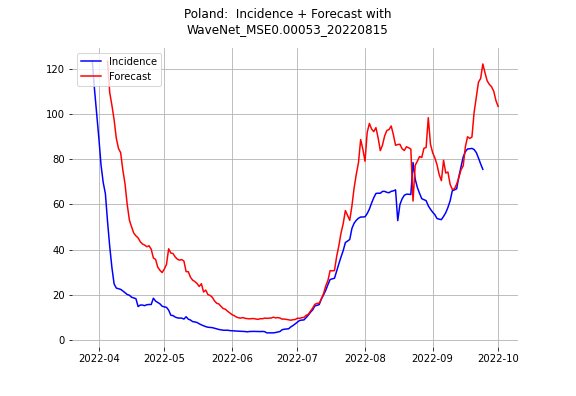 Poland:  Incidence + Forecast with
WaveNet_MSE0.00053_20220815
Incidence
Forecast
120
100
80
60
40
20
0
2022-04 2022-05 2022-06 2022-07 2022-08 2022-09 2022-10